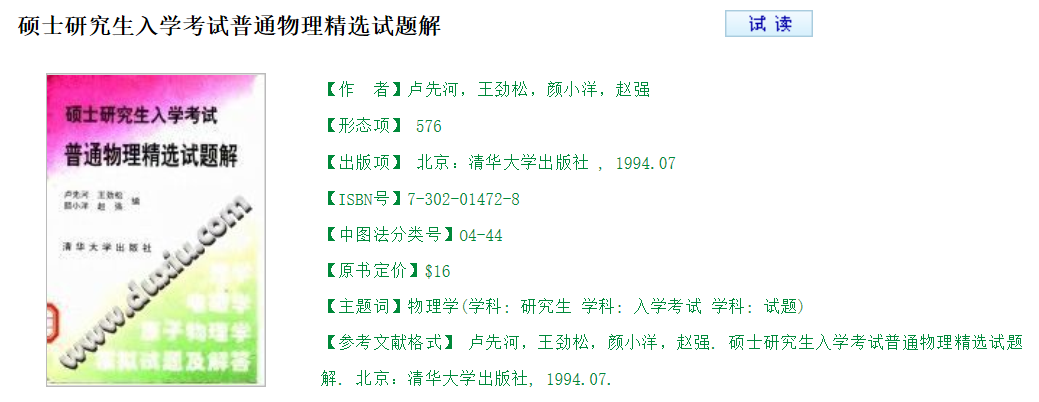 硕士研究生入学考试普通物理精选试题解
试 读
硕士研究生入学考试
普通物理精选试题解
卢先河 王劲松
颜小洋 赵 强 编
清华大学出版社
www.duxiu.com
电磁学
原子物理学
模拟试题及解答
【作　者】卢先河，王劲松，颜小洋，赵强
【形态项】 576
【出版项】 北京：清华大学出版社 , 1994.07
【ISBN号】7-302-01472-8
【中图法分类号】O4-44
【原书定价】$16
【主题词】物理学(学科: 研究生 学科: 入学考试 学科: 试题)
【参考文献格式】 卢先河，王劲松，颜小洋，赵强. 硕士研究生入学考试普通物理精选试题
解. 北京：清华大学出版社, 1994.07.